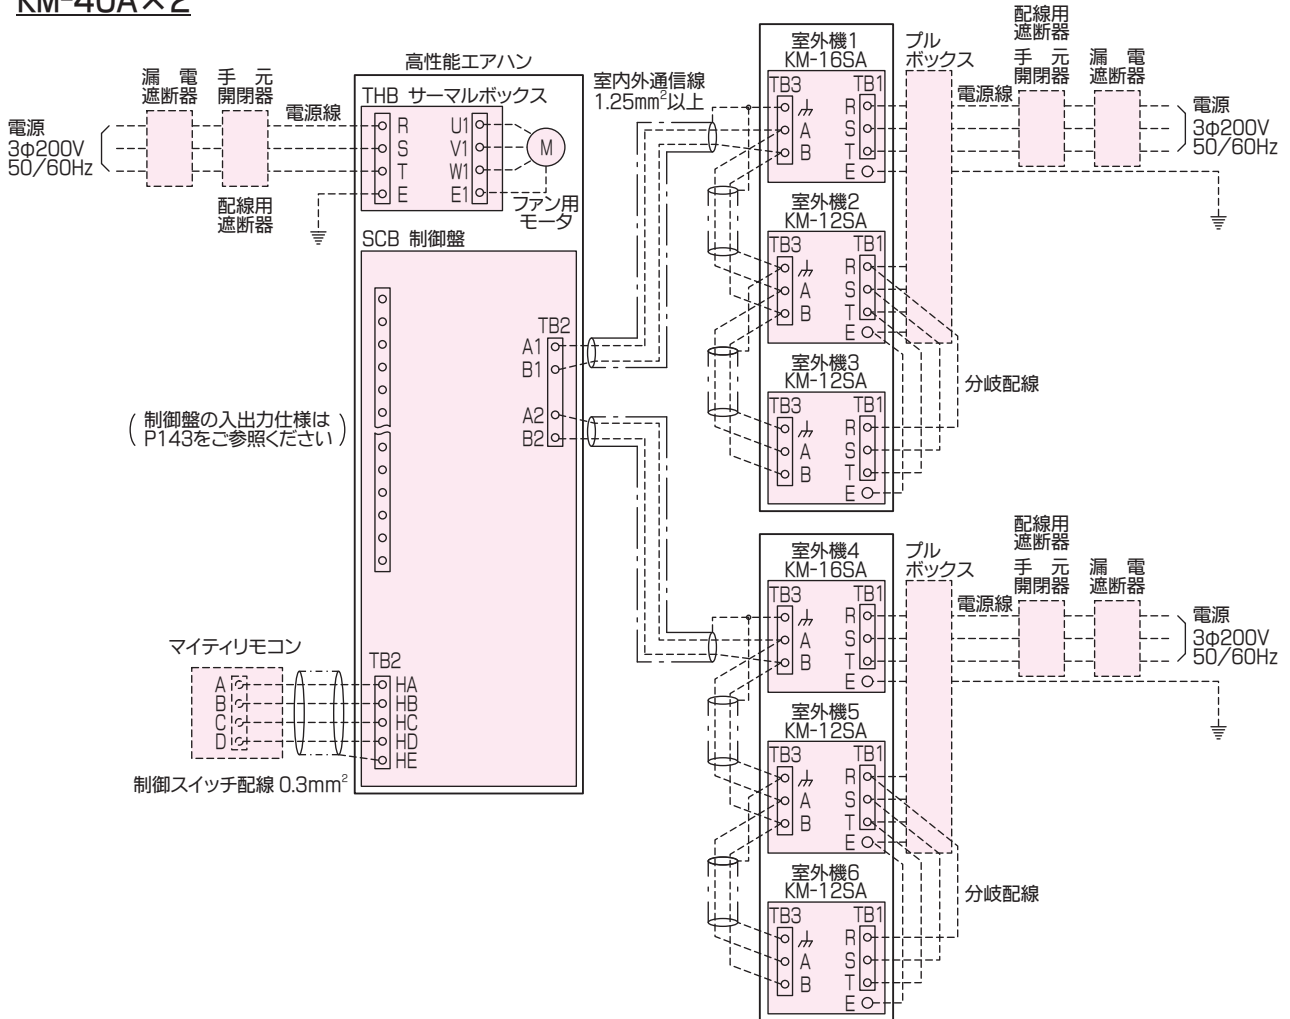 KM-40A×2
高性能エアハン
漏 電
遮断器
手 元
開閉器
電源線
電源
3φ200V
50/60Hz
配線用
遮断器
THB サーマルボックス
R
S
T
E
U1
V1
W1
E1
M
ファン用
モータ
SCB 制御盤
TB2
A1
B1
A2
B2
(制御盤の入出力仕様は
P143をご参照ください)
マイティリモコン
A
B
C
D
TB2
HA
HB
HC
HD
HE
制御スイッチ配線 0.3mm²
室内外通信線
1.25mm²以上
室外機1
KM-16SA
TB3
TB1
A
B
R
S
T
E
プル
ボックス
電源線
配線用
遮断器
手 元
開閉器
漏 電
遮断器
電源
3φ200V
50/60Hz
室外機2
KM-12SA
TB3
TB1
A
B
R
S
T
E
室外機3
KM-12SA
TB3
TB1
A
B
R
S
T
E
分岐配線
室外機4
KM-16SA
TB3
TB1
A
B
R
S
T
E
プル
ボックス
電源線
配線用
遮断器
手 元
開閉器
漏 電
遮断器
電源
3φ200V
50/60Hz
室外機5
KM-12SA
TB3
TB1
A
B
R
S
T
E
室外機6
KM-12SA
TB3
TB1
A
B
R
S
T
E
分岐配線